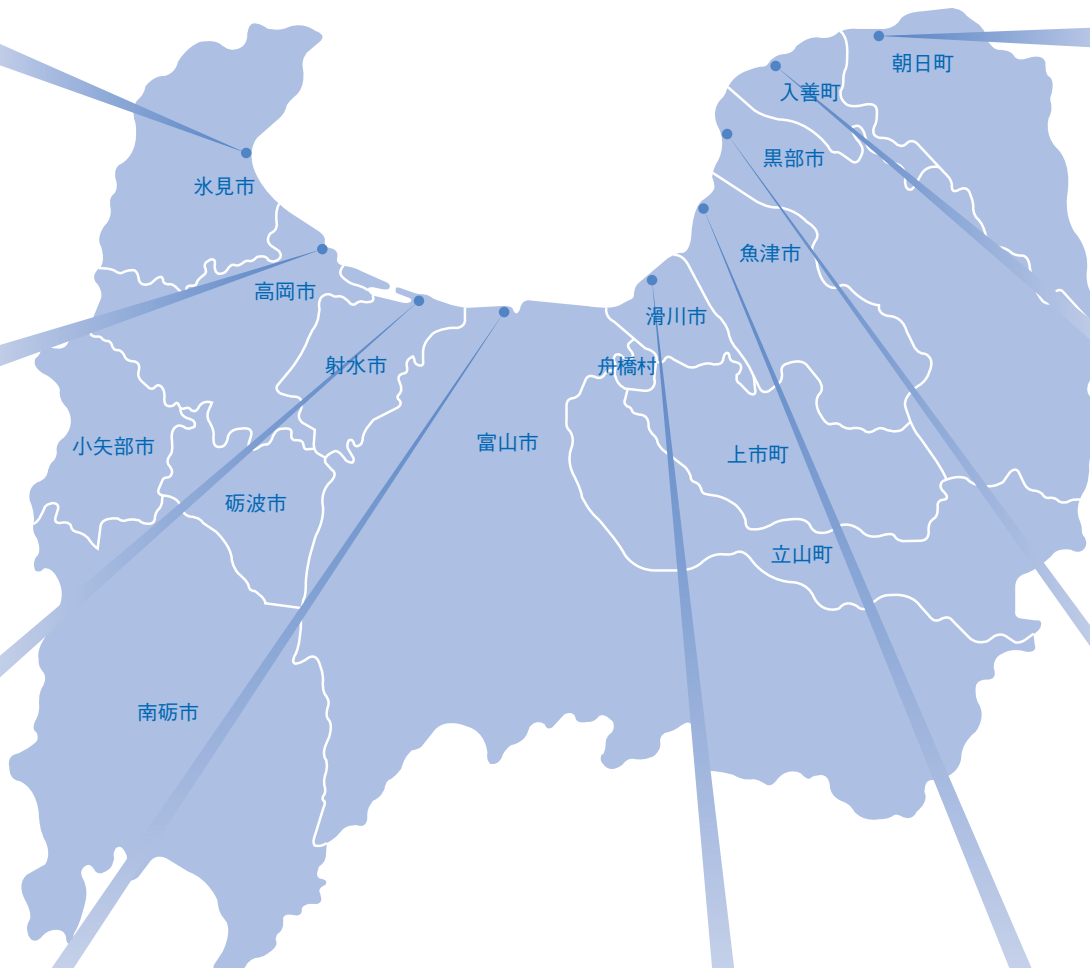 朝日町
入善町
黒部市
氷見市
魚津市
高岡市
滑川市
射水市
舟橋村
富山市
小矢部市
上市町
砺波市
立山町
南砺市